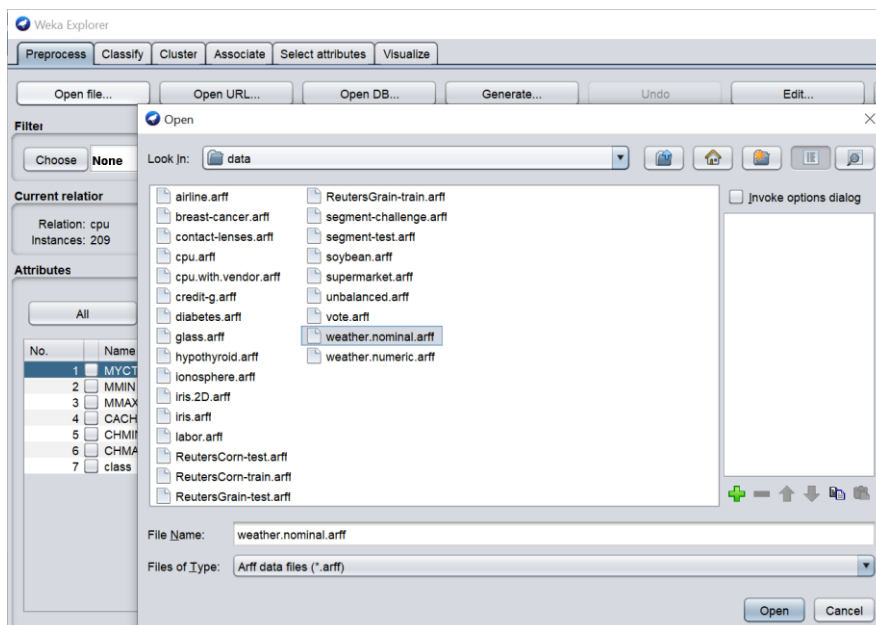 Weka Explorer
Preprocess Classify Cluster Associate Select attributes Visualize
Open file... Open URL... Open DB... Generate... Undo Edit...
Filter
Choose None
Current relation
Relation: cpu
Instances: 209
Attributes
All
No. Name
1 MYCT
2 MMIN
3 MMAX
4 CACH
5 CHMI
6 CHMA
7 class
Open
Look In: data
airline.arff
breast-cancer.arff
contact-lenses.arff
cpu.arff
cpu.with.vendor.arff
credit-g.arff
diabetes.arff
glass.arff
hypothyroid.arff
ionosphere.arff
iris.2D.arff
iris.arff
labor.arff
ReutersCorn-test.arff
ReutersCorn-train.arff
ReutersGrain-test.arff
ReutersGrain-train.arff
segment-challenge.arff
segment-test.arff
soybean.arff
supermarket.arff
unbalanced.arff
vote.arff
weather.nominal.arff
weather.numeric.arff
Invoke options dialog
File Name: weather.nominal.arff
Files of Type: Arff data files (*.arff)
Open Cancel